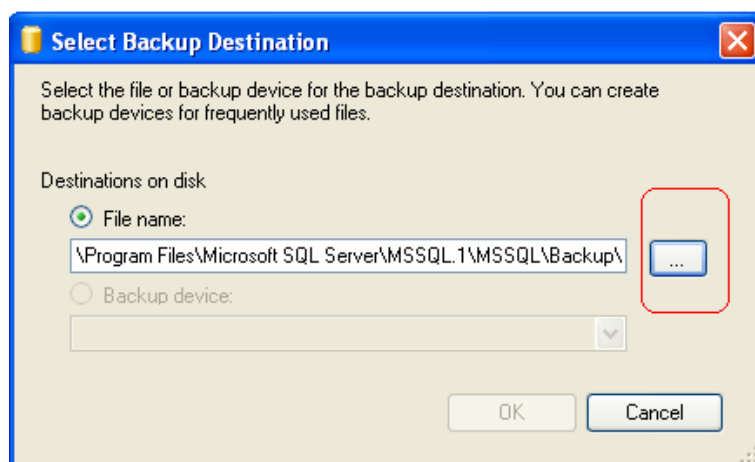 Select Backup Destination
Select the file or backup device for the backup destination. You can create
backup devices for frequently used files.
Destinations on disk
File name:
\Program Files\Microsoft SQL Server\MSSQL.1\MSSQL\Backup\
...
Backup device:
OK
Cancel